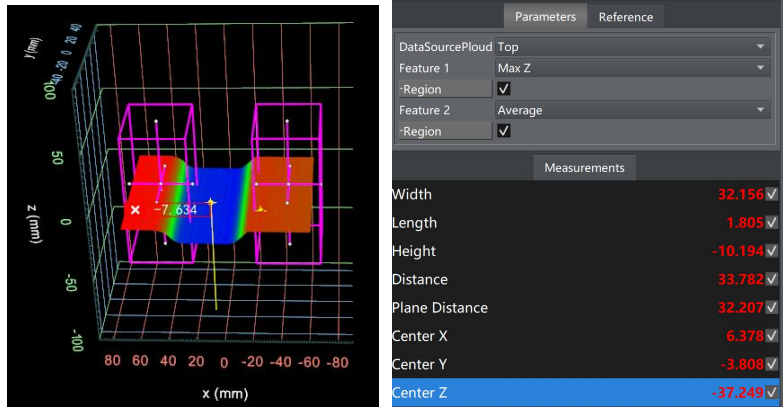 y (mm)
-40 -20 0 20 40
100
50
z (mm)
0
-50
-100
-7.634
80 60 40 20 0 -20 -40 -60 -80
x (mm)
Parameters Reference
DataSourcePloud Top
Feature 1 Max Z
-Region
Feature 2 Average
-Region
Measurements
Width 32.156
Length 1.805
Height -10.194
Distance 33.782
Plane Distance 32.207
Center X 6.378
Center Y -3.808
Center Z -37.249